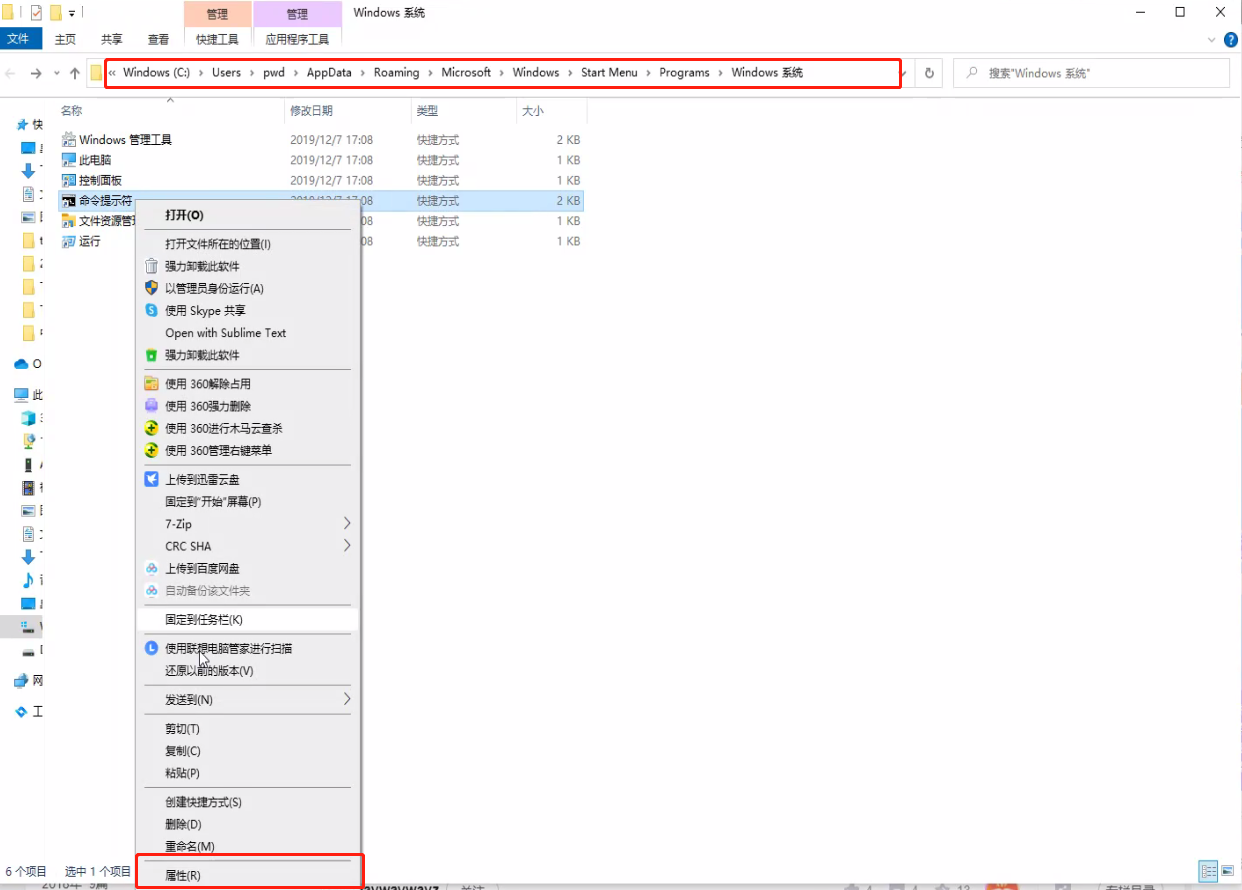 管理 管理 Windows 系统
文件 主页 共享 查看 快捷工具 应用程序工具
« Windows (C:) › Users › pwd › AppData › Roaming › Microsoft › Windows › Start Menu › Programs › Windows 系统
搜索"Windows 系统"
名称 修改日期 类型 大小
快
Windows 管理工具 2019/12/7 17:08 快捷方式 2 KB
此电脑 2019/12/7 17:08 快捷方式 1 KB
控制面板 2019/12/7 17:08 快捷方式 1 KB
命令提示符 2019/12/7 17:08 快捷方式 2 KB
文件资源管 08 快捷方式 1 KB
运行 08 快捷方式 1 KB
打开(O)
打开文件所在的位置(I)
强力卸载此软件
以管理员身份运行(A)
使用 Skype 共享
Open with Sublime Text
强力卸载此软件
使用 360解除占用
使用 360强力删除
使用 360进行木马云查杀
使用 360管理右键菜单
上传到迅雷云盘
固定到"开始"屏幕(P)
7-Zip
CRC SHA
上传到百度网盘
自动备份该文件夹
固定到任务栏(K)
使用联想电脑管家进行扫描
还原以前的版本(V)
发送到(N)
剪切(T)
复制(C)
粘贴(P)
创建快捷方式(S)
删除(D)
重命名(M)
属性(R)
O
此
网
工
6 个项目 选中 1 个项目